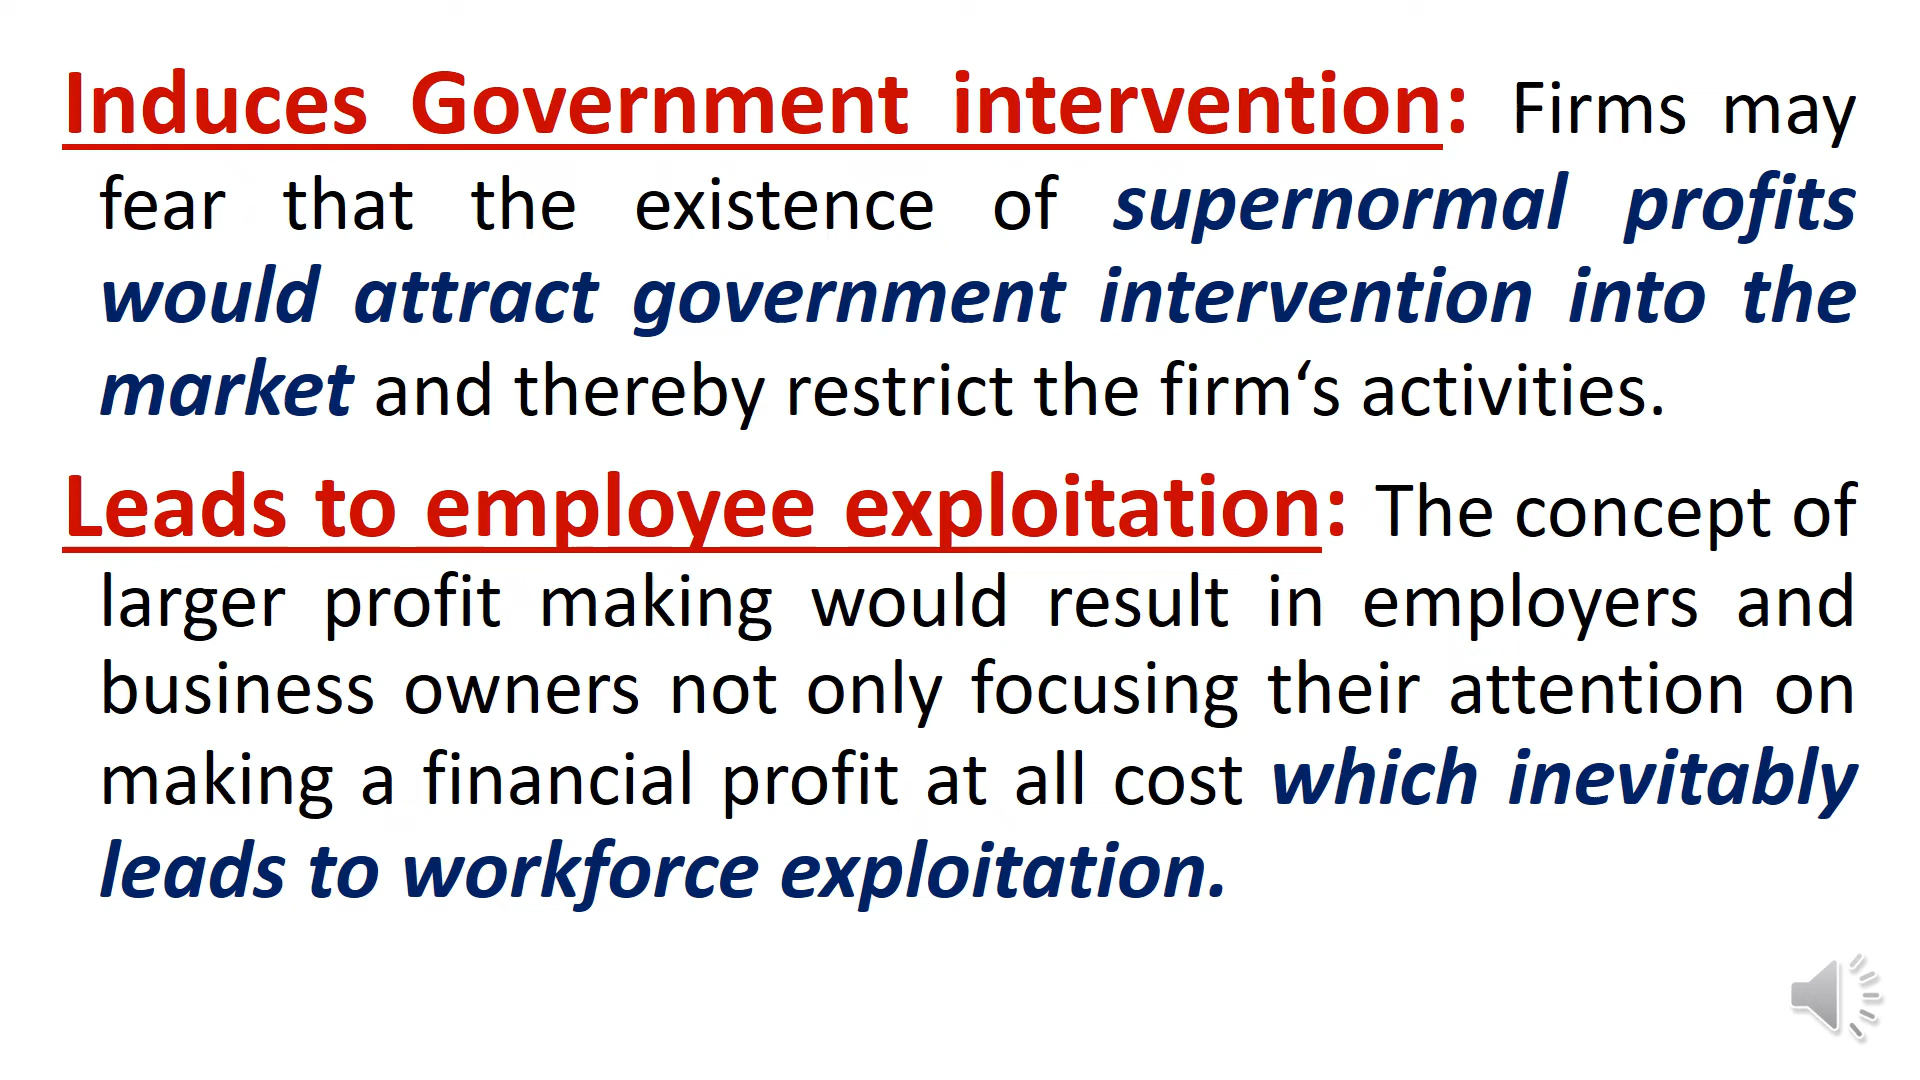 Induces Government intervention: Firms may
fear that the existence of supernormal profits
would attract government intervention into the
market and thereby restrict the firm‘s activities.
Leads to employee exploitation: The concept of
larger profit making would result in employers and
business owners not only focusing their attention on
making a financial profit at all cost which inevitably
leads to workforce exploitation.